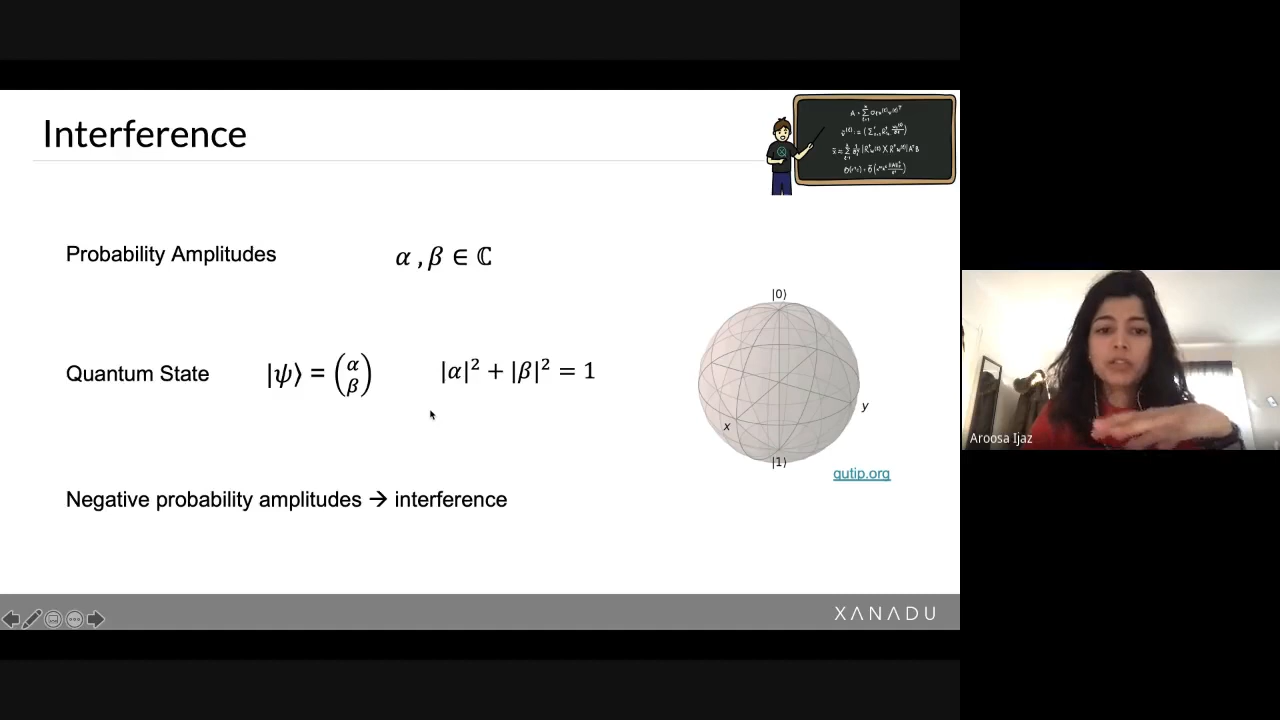 Interference
Probability Amplitudes α , β ∈ ℂ
Quantum State |ψ⟩ = (α β) |α|² + |β|² = 1
|0⟩
y
x
|1⟩
qutip.org
Negative probability amplitudes → interference
XANADU
Aroosa Ijaz